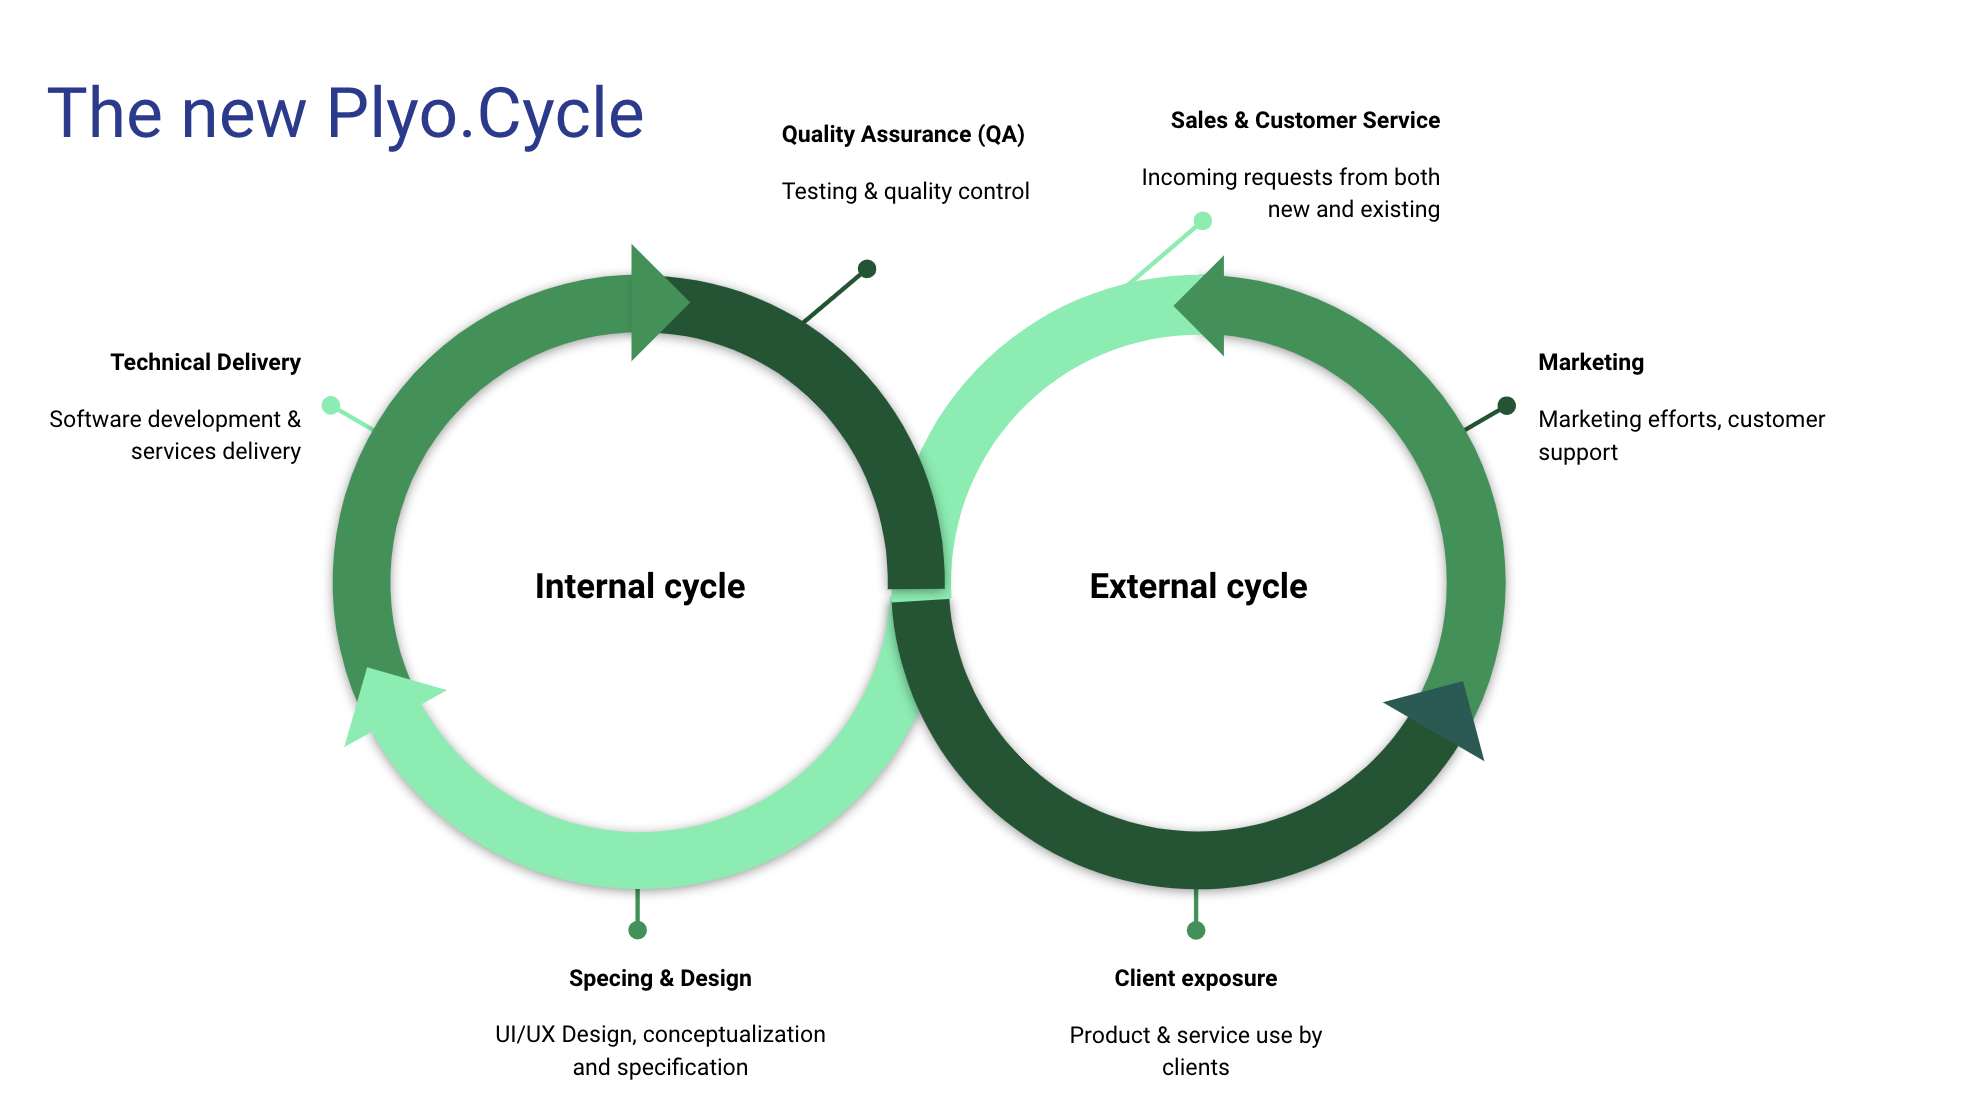 The new Plyo.Cycle
Quality Assurance (QA)
Testing & quality control
Sales & Customer Service
Incoming requests from both
new and existing
Technical Delivery
Software development &
services delivery
Marketing
Marketing efforts, customer
support
Internal cycle
External cycle
Specing & Design
UI/UX Design, conceptualization
and specification
Client exposure
Product & service use by
clients